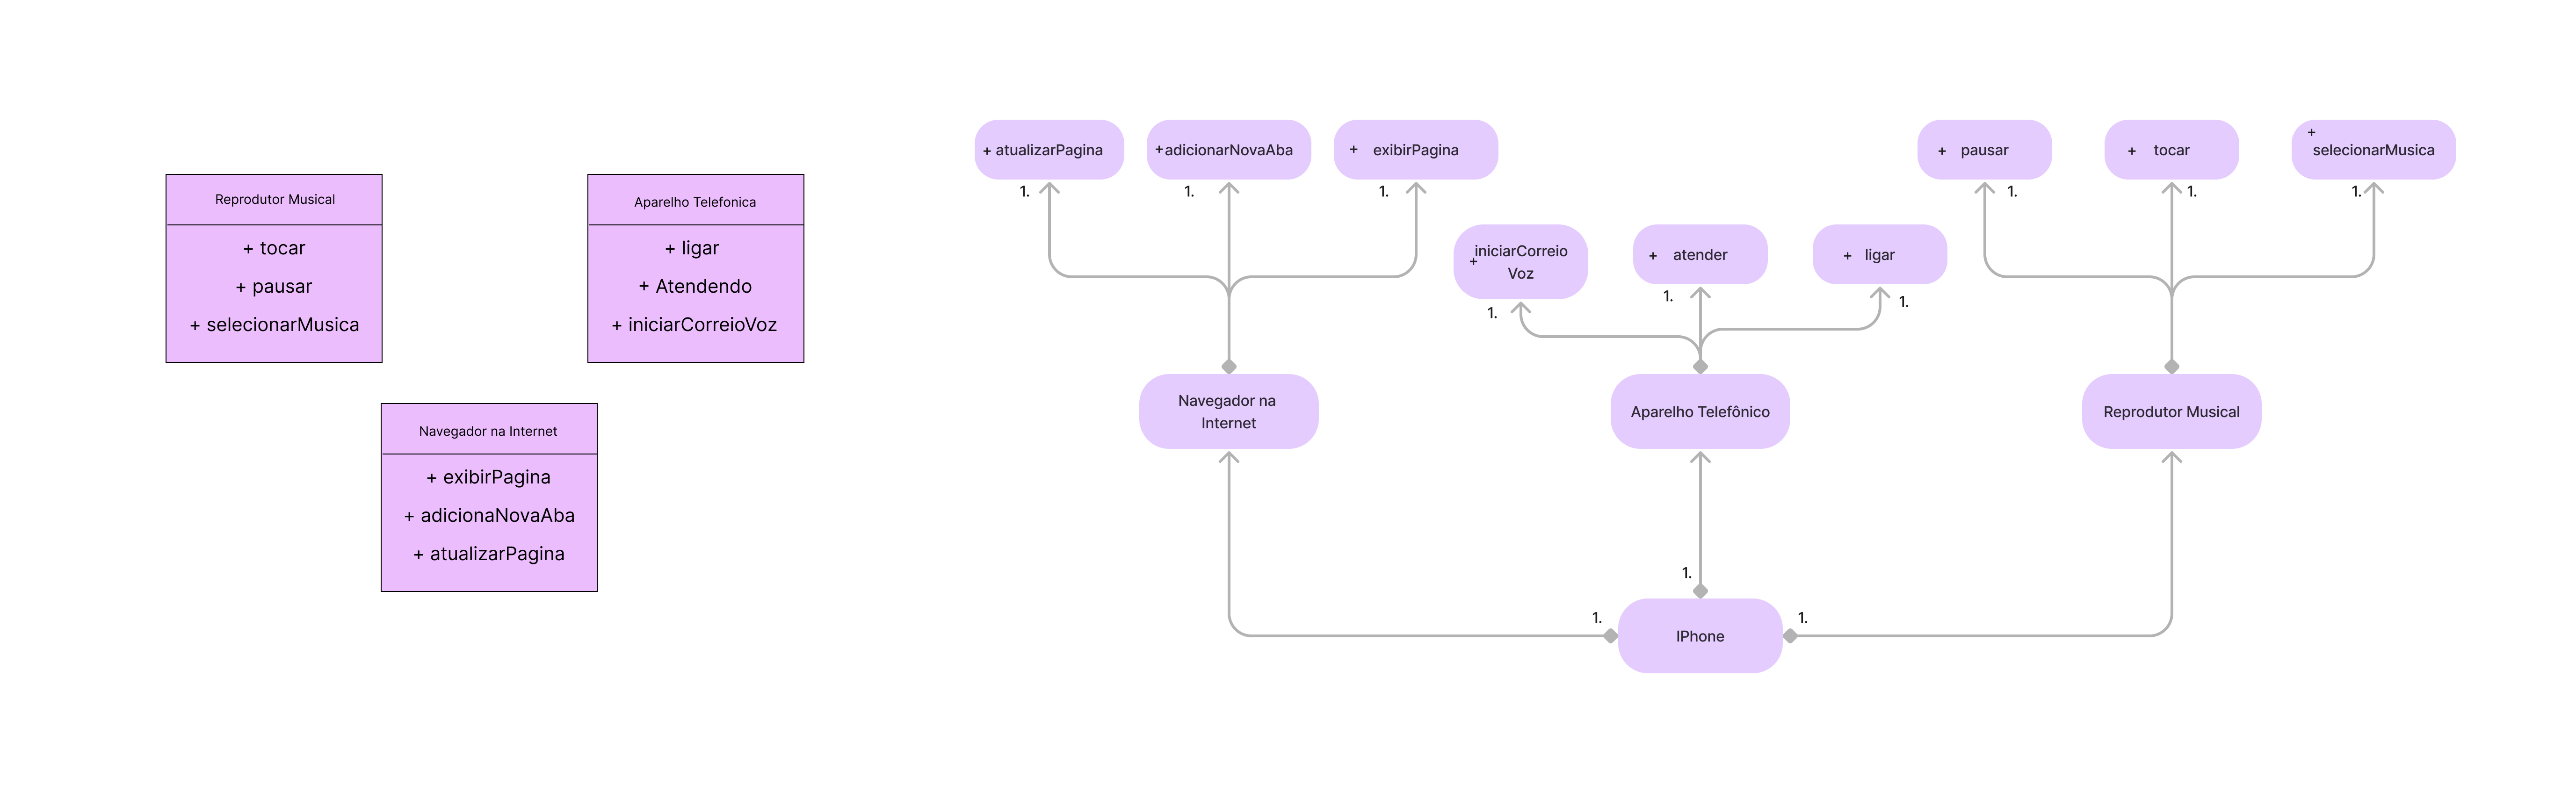 Reprodutor Musical
+ tocar
+ pausar
+ selecionarMusica
Aparelho Telefonica
+ ligar
+ Atendendo
+ iniciarCorreioVoz
Navegador na Internet
+ exibirPagina
+ adicionaNovaAba
+ atualizarPagina
+ atualizarPagina
+adicionarNovaAba
+ exibirPagina
1.
1.
1.
+ iniciarCorreio
Voz
+ atender
+ ligar
1.
1.
1.
+ pausar
+ tocar
+
selecionarMusica
1.
1.
1.
Navegador na
Internet
Aparelho Telefônico
Reprodutor Musical
1.
1.
1.
IPhone